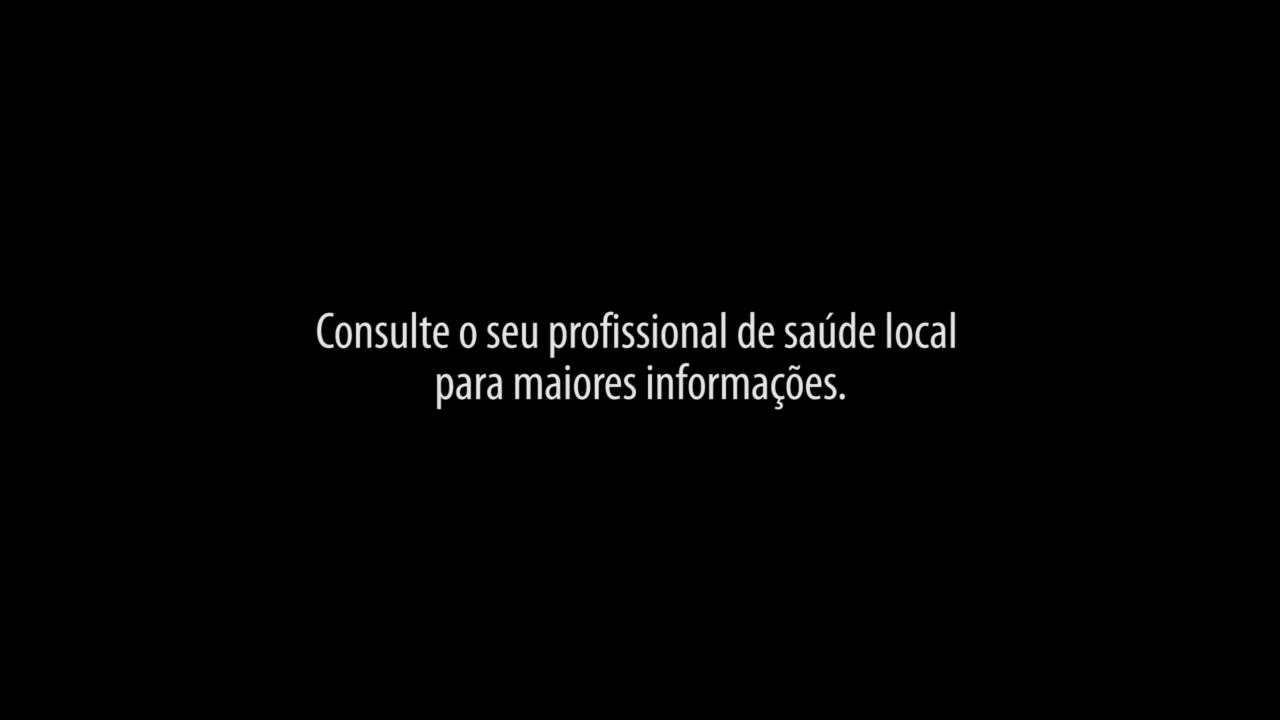 Consulte o seu profissional de saúde local
para maiores informações.